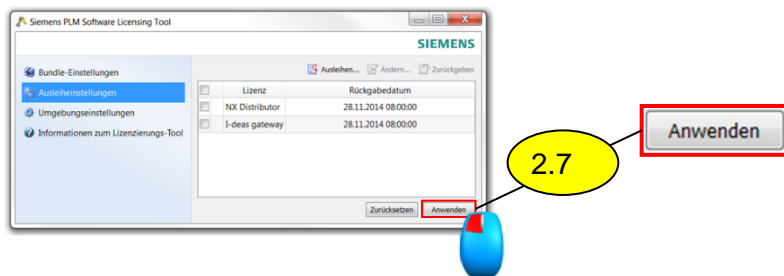 Siemens PLM Software Licensing Tool
SIEMENS
Bundle-Einstellungen
Ausleiheinstellungen
Umgebungseinstellungen
Informationen zum Lizenzierungs-Tool
Ausleihen... Ändern... Zurückgeben
Lizenz Rückgabedatum
NX Distributor 28.11.2014 08:00:00
I-deas gateway 28.11.2014 08:00:00
Zurücksetzen Anwenden
2.7
Anwenden